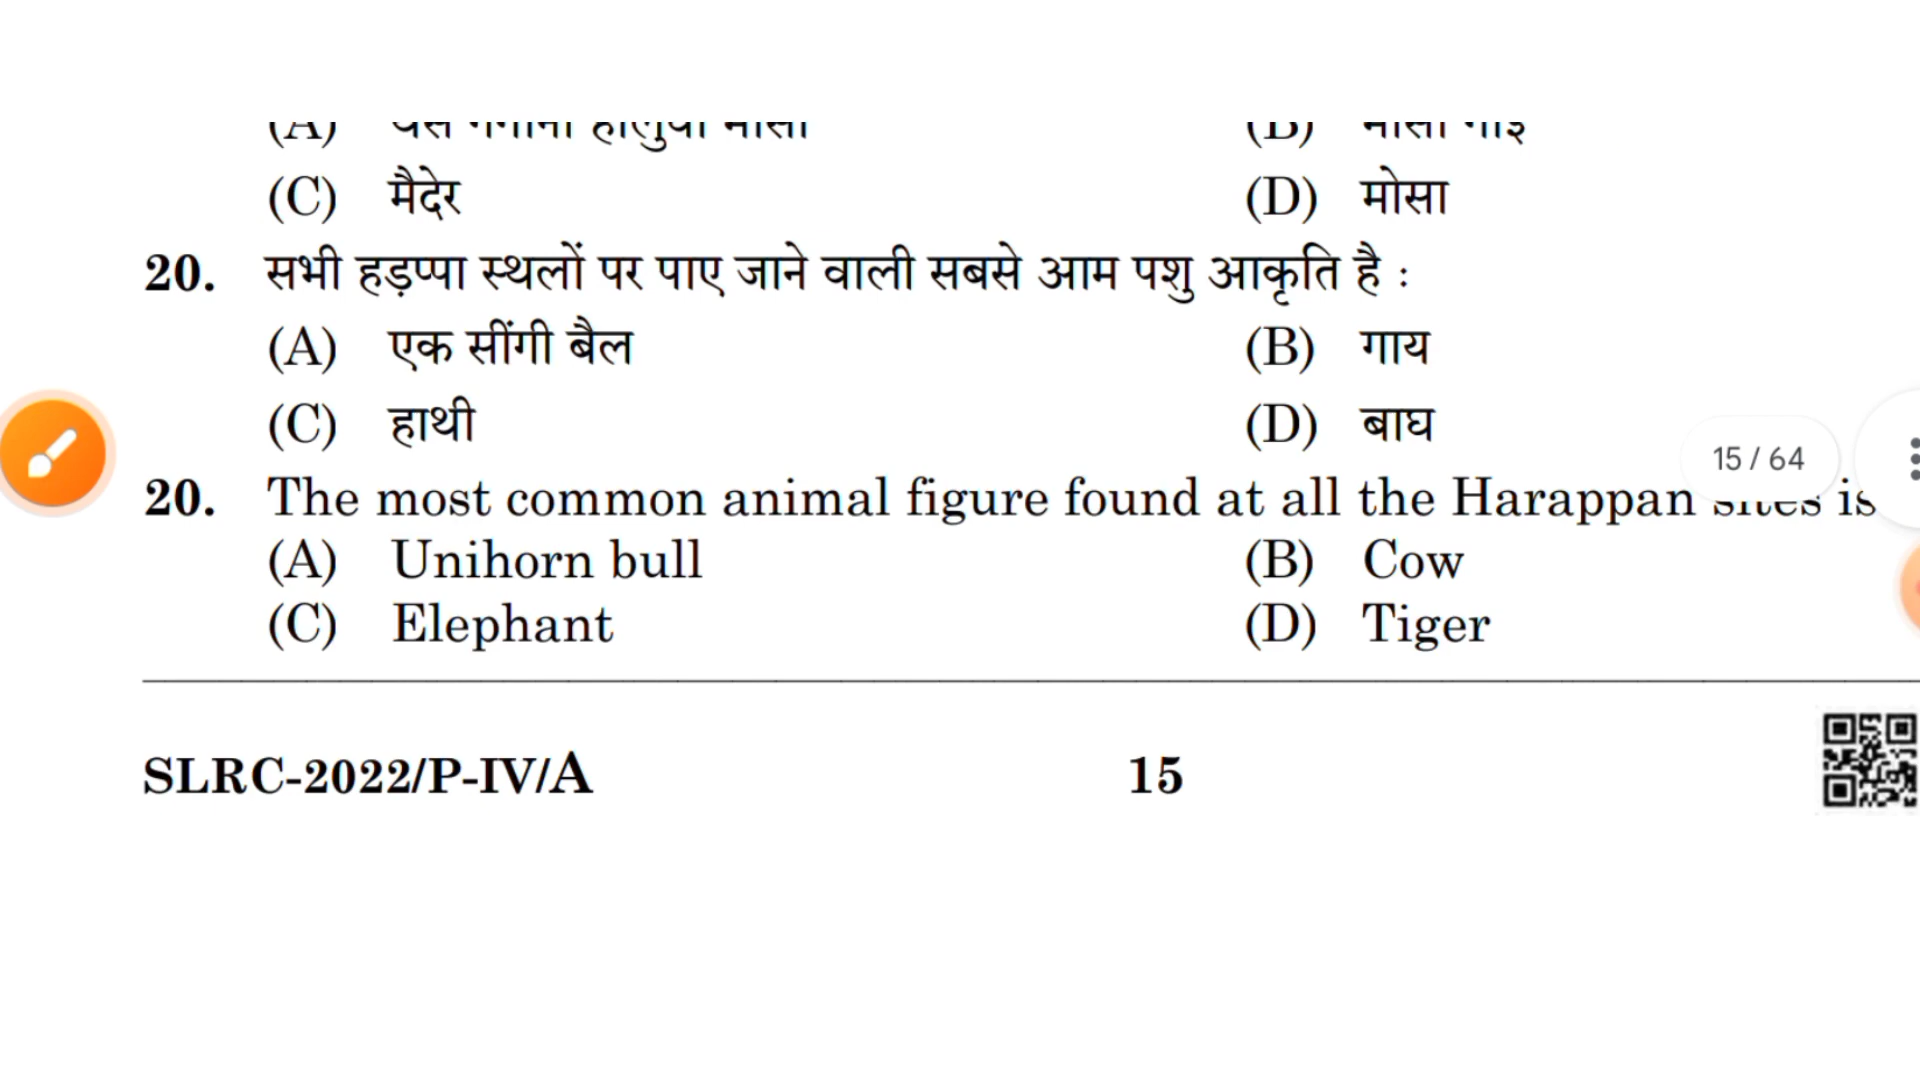 (C) मैदेर (D) मोसा
20. सभी हड़प्पा स्थलों पर पाए जाने वाली सबसे आम पशु आकृति है :
(A) एक सींगी बैल (B) गाय
(C) हाथी (D) बाघ
15 / 64
20. The most common animal figure found at all the Harappan sites is
(A) Unihorn bull (B) Cow
(C) Elephant (D) Tiger
SLRC-2022/P-IV/A 15